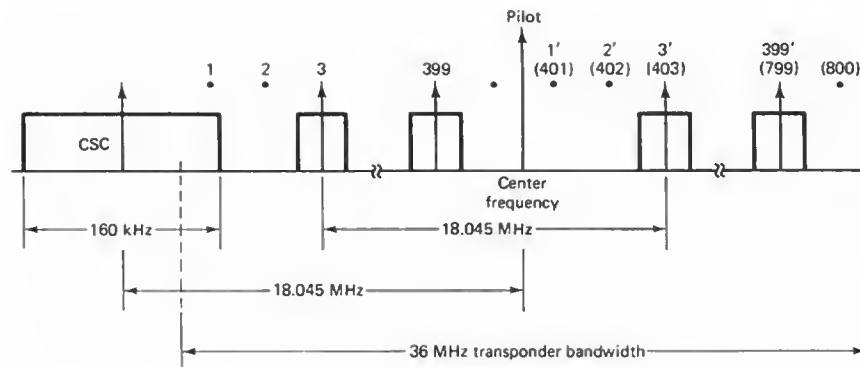 Pilot
1 2 3 399 1' 2' 3' 399'
(401) (402) (403) (799) (800)
CSC
Center
frequency
160 kHz 18.045 MHz
18.045 MHz
36 MHz transponder bandwidth